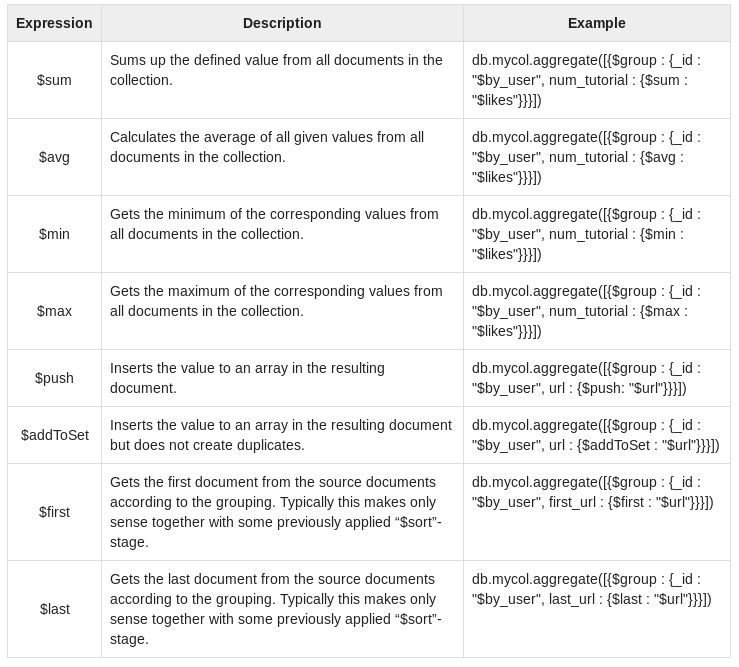 Expression Description Example
$sum
Sums up the defined value from all documents in the
collection.
db.mycol.aggregate([{$group : {_id :
"$by_user", num_tutorial : {$sum :
"$likes"}}}])
$avg
Calculates the average of all given values from all
documents in the collection.
db.mycol.aggregate([{$group : {_id :
"$by_user", num_tutorial : {$avg :
"$likes"}}}])
$min
Gets the minimum of the corresponding values from
all documents in the collection.
db.mycol.aggregate([{$group : {_id :
"$by_user", num_tutorial : {$min :
"$likes"}}}])
$max
Gets the maximum of the corresponding values from
all documents in the collection.
db.mycol.aggregate([{$group : {_id :
"$by_user", num_tutorial : {$max :
"$likes"}}}])
$push
Inserts the value to an array in the resulting
document.
db.mycol.aggregate([{$group : {_id :
"$by_user", url : {$push: "$url"}}}])
$addToSet
Inserts the value to an array in the resulting document
but does not create duplicates.
db.mycol.aggregate([{$group : {_id :
"$by_user", url : {$addToSet : "$url"}}}])
$first
Gets the first document from the source documents
according to the grouping. Typically this makes only
sense together with some previously applied “$sort”-
stage.
db.mycol.aggregate([{$group : {_id :
"$by_user", first_url : {$first : "$url"}}}])
$last
Gets the last document from the source documents
according to the grouping. Typically this makes only
sense together with some previously applied “$sort”-
stage.
db.mycol.aggregate([{$group : {_id :
"$by_user", last_url : {$last : "$url"}}}])